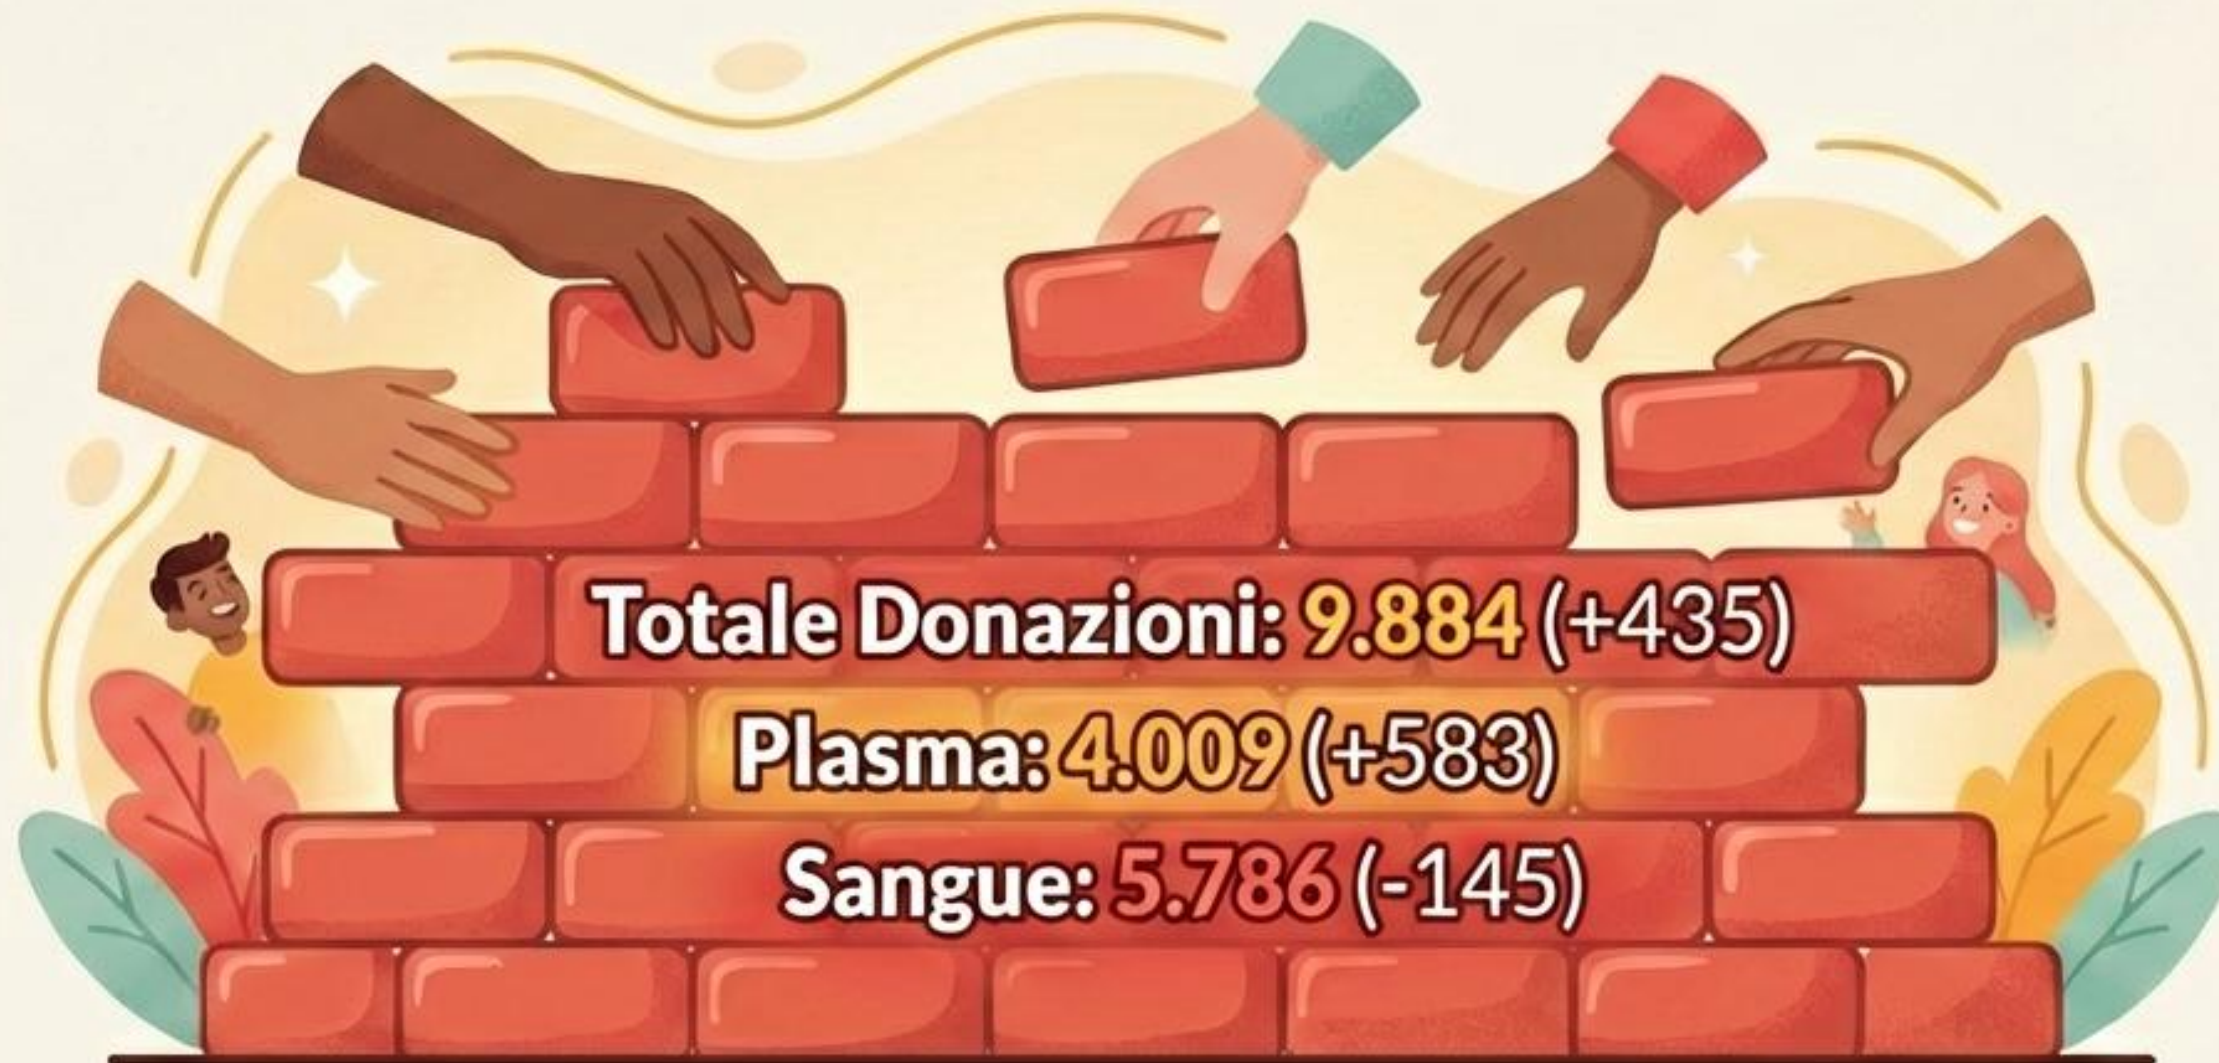 Totale Donazioni: 9.884 (+435)
Plasma: 4.009 (+583)
Sangue: 5.786 (-145)